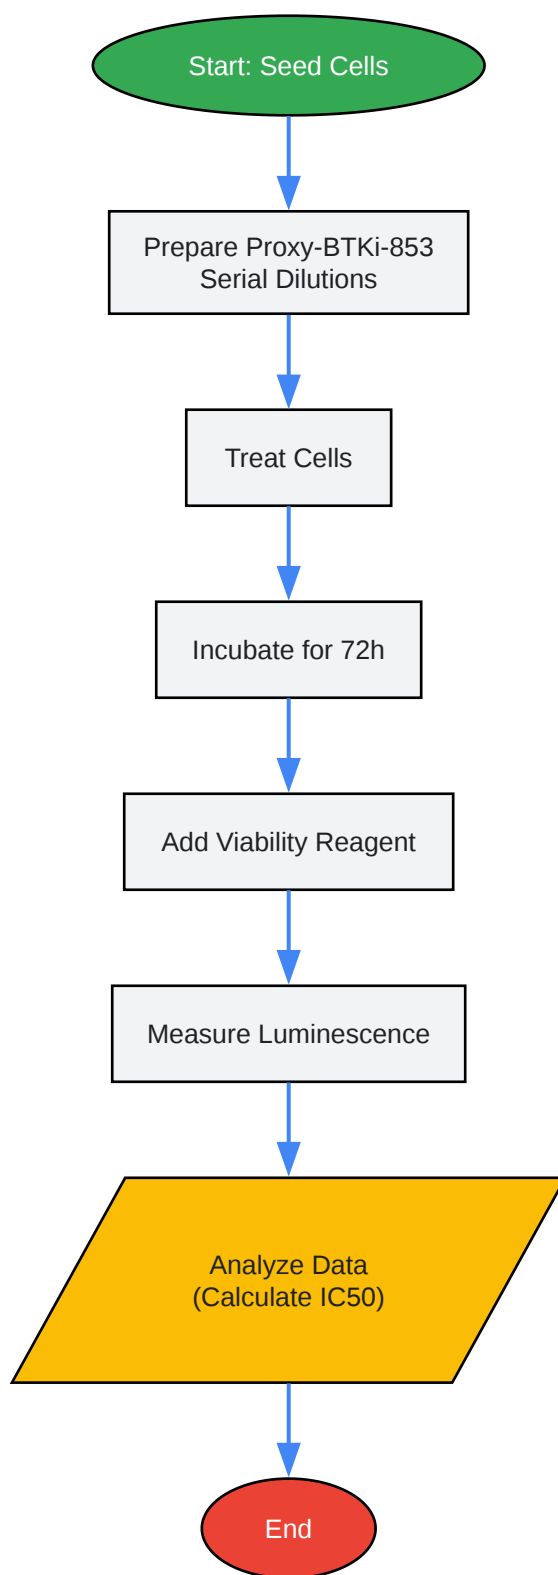 Start: Seed Cells
Prepare Proxy-BTKi-853
Serial Dilutions
Treat Cells
Incubate for 72h
Add Viability Reagent
Measure Luminescence
Analyze Data
(Calculate IC50)
End